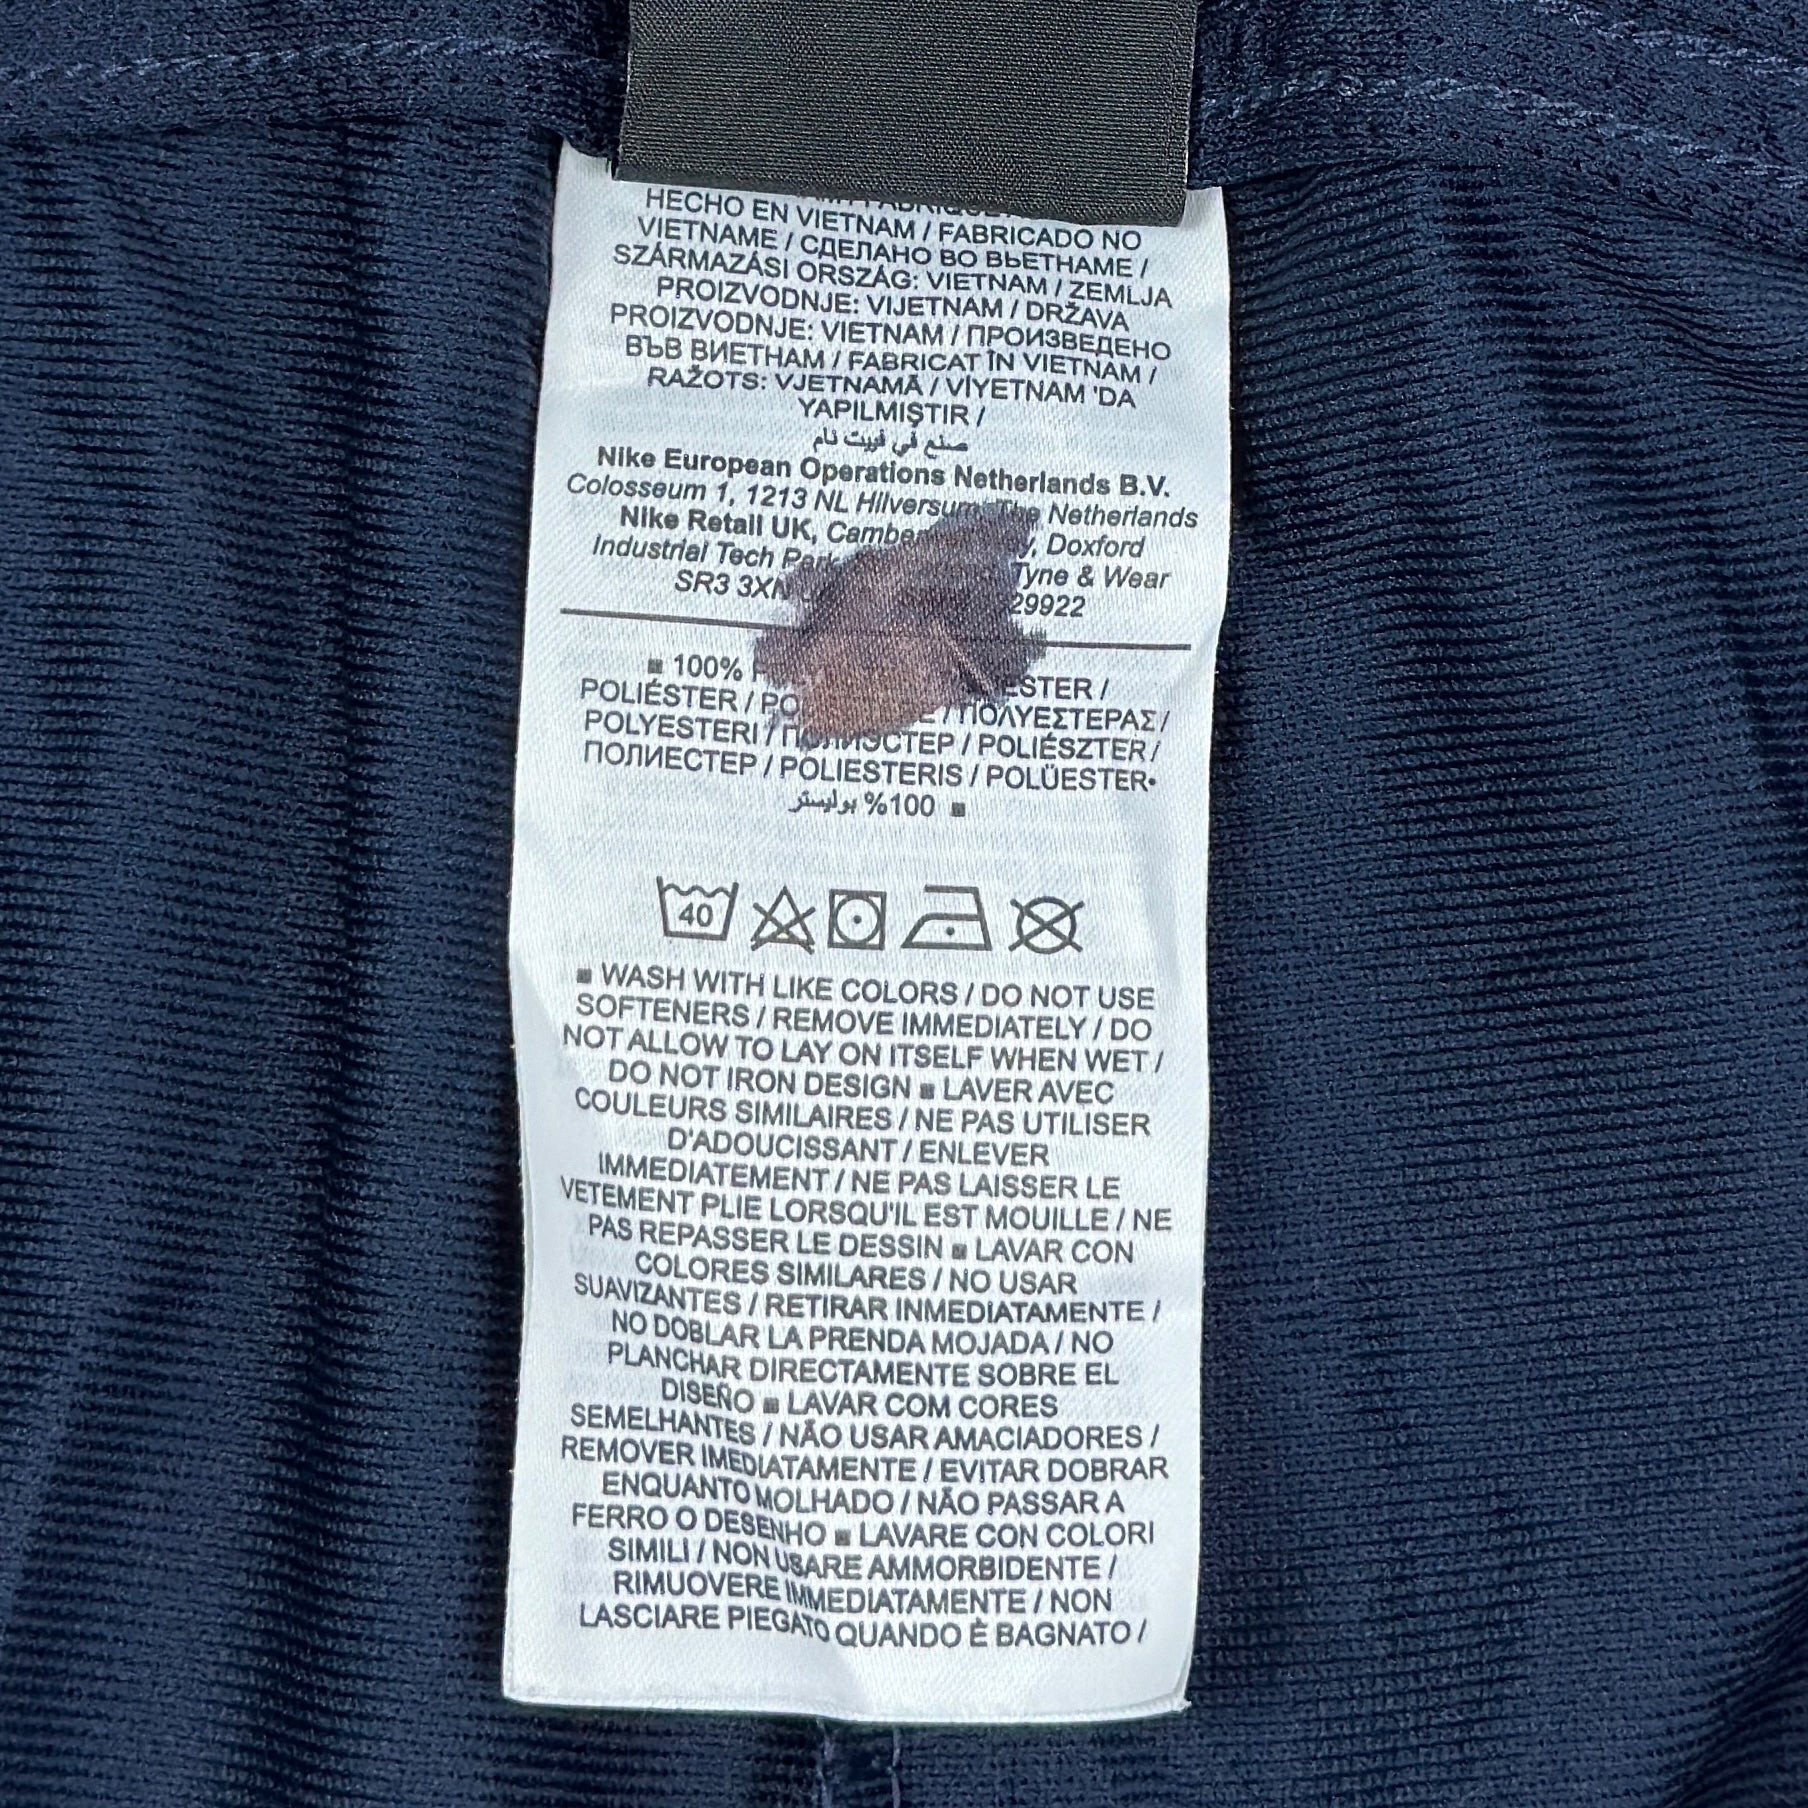 HECHO EN VIETNAM / FABRICADO NO
VIETNAME / СДЕЛАНО ВО ВЬЕТНАМЕ /
SZÁRMAZÁSI ORSZÁG: VIETNAM / ZEMLJA
PROIZVODNJE: VIJETNAM / DRŽAVA
PROIZVODNJE: VIETNAM / ПРОИЗВЕДЕНО
ВЪВ ВИЕТНАМ / FABRICAT ÎN VIETNAM /
RAŽOTS: VJETNAMĀ / VİYETNAM 'DA
YAPILMIŞTIR /
صنع في فييت نام
Nike European Operations Netherlands B.V.
Colosseum 1, 1213 NL Hilversum, The Netherlands
Nike Retail UK, Doxford
Industrial Tech Park Tyne & Wear
SR3 3XN 29922
■ 100%
POLIÉSTER / / ΠΟΛΥΕΣΤΕΡΑΣ /
POLYESTERI / ПОЛИЭСТЕР / POLIÉSZTER /
ПОЛИЕСТЕР / POLIESTERIS / POLÜESTER•
100% بوليستر ■
40
■ WASH WITH LIKE COLORS / DO NOT USE
SOFTENERS / REMOVE IMMEDIATELY / DO
NOT ALLOW TO LAY ON ITSELF WHEN WET /
DO NOT IRON DESIGN ■ LAVER AVEC
COULEURS SIMILAIRES / NE PAS UTILISER
D'ADOUCISSANT / ENLEVER
IMMEDIATEMENT / NE PAS LAISSER LE
VETEMENT PLIE LORSQU'IL EST MOUILLE / NE
PAS REPASSER LE DESSIN ■ LAVAR CON
COLORES SIMILARES / NO USAR
SUAVIZANTES / RETIRAR INMEDIATAMENTE /
NO DOBLAR LA PRENDA MOJADA / NO
PLANCHAR DIRECTAMENTE SOBRE EL
DISEÑO ■ LAVAR COM CORES
SEMELHANTES / NÃO USAR AMACIADORES /
REMOVER IMEDIATAMENTE / EVITAR DOBRAR
ENQUANTO MOLHADO / NÃO PASSAR A
FERRO O DESENHO ■ LAVARE CON COLORI
SIMILI / NON USARE AMMORBIDENTE /
RIMUOVERE IMMEDIATAMENTE / NON
LASCIARE PIEGATO QUANDO È BAGNATO /